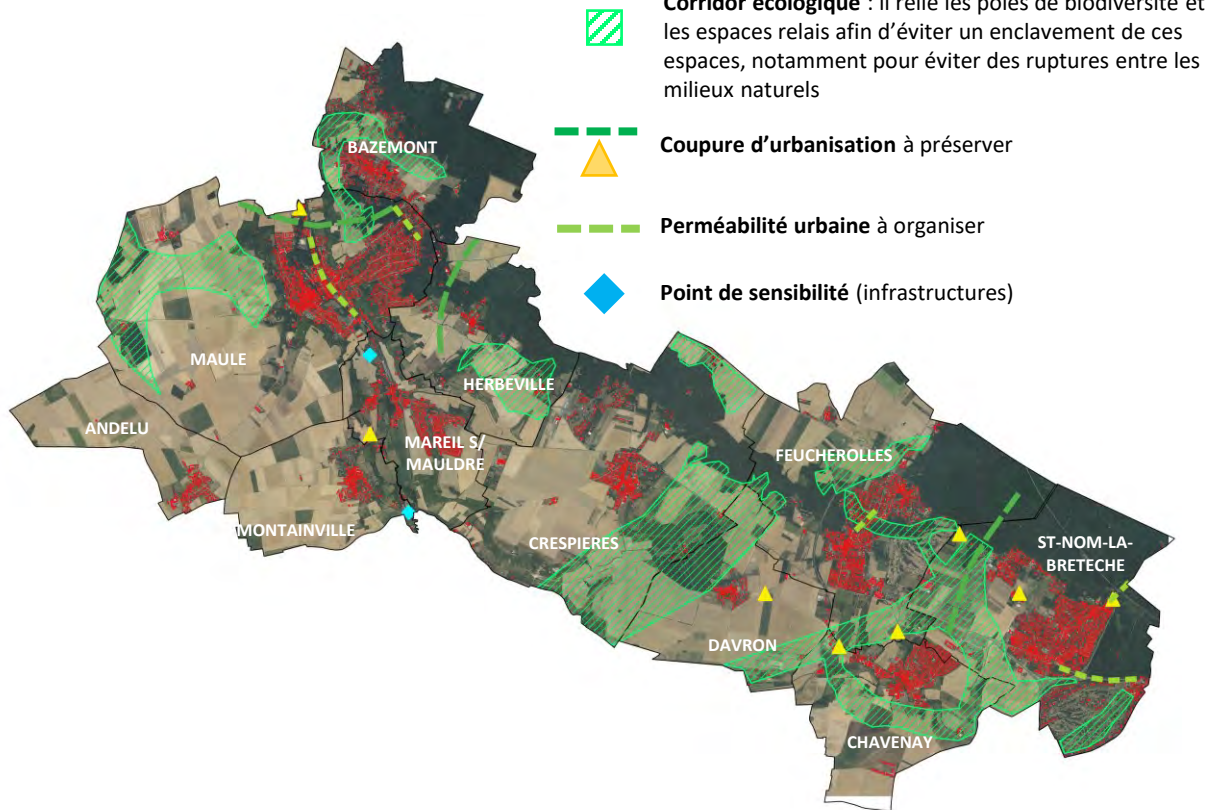 Corridor écologique : il relie les pôles de biodiversité et
les espaces relais afin d'éviter un enclavement de ces
espaces, notamment pour éviter des ruptures entre les
milieux naturels
Coupure d'urbanisation à préserver
Perméabilité urbaine à organiser
Point de sensibilité (infrastructures)
BAZEMONT
MAULE
HERBEVILLE
ANDELU
MAREIL S/
MAULDRE
MONTAINVILLE
CRESPIERES
FEUCHEROLLES
ST-NOM-LA-
BRETECHE
DAVRON
CHAVENAY